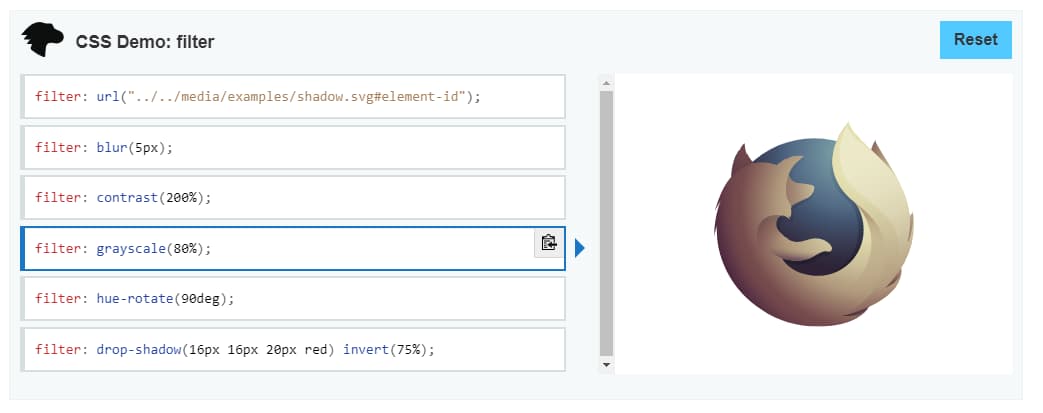 CSS Demo: filter
Reset
filter: url("../../media/examples/shadow.svg#element-id");
filter: blur(5px);
filter: contrast(200%);
filter: grayscale(80%);
filter: hue-rotate(90deg);
filter: drop-shadow(16px 16px 20px red) invert(75%);